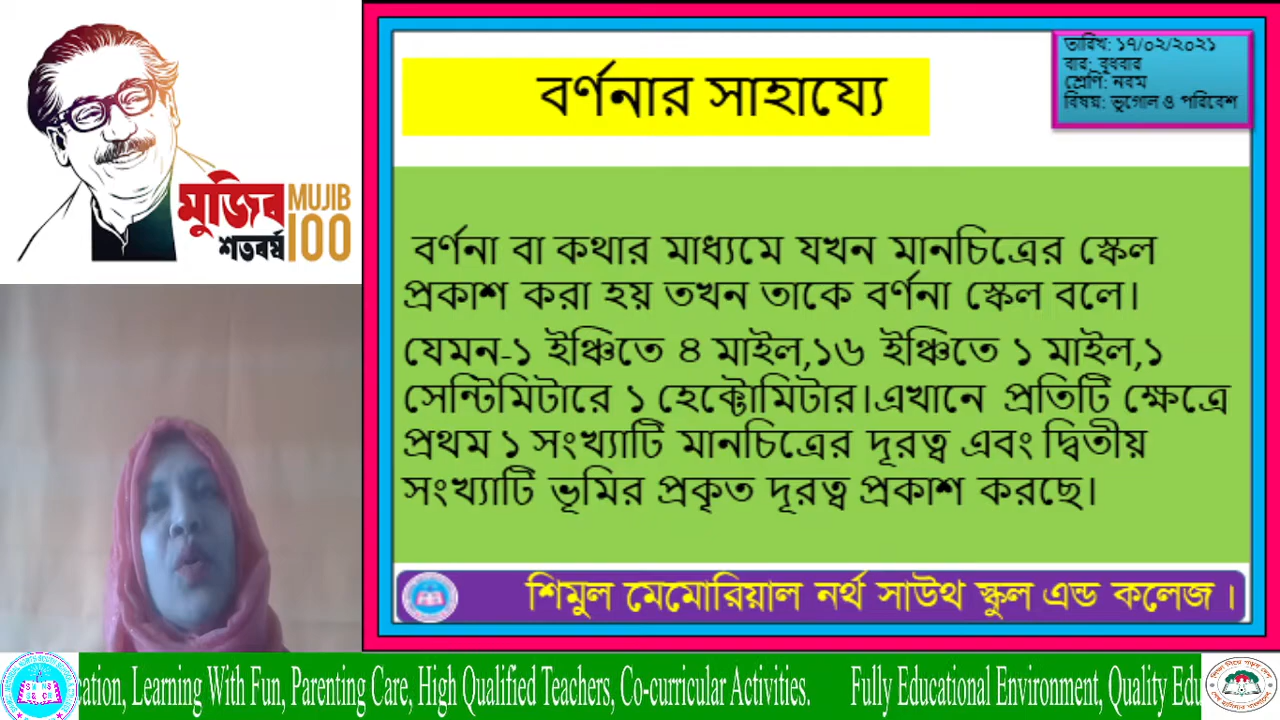 মুজিব
শতবর্ষ
MUJIB
100
তারিখ: ১৭/০২/২০২১
বার: বুধবার
শ্রেণি: নবম
বিষয়: ভূগোল ও পরিবেশ
বর্ণনার সাহায্যে
বর্ণনা বা কথার মাধ্যমে যখন মানচিত্রের স্কেল
প্রকাশ করা হয় তখন তাকে বর্ণনা স্কেল বলে।
যেমন-১ ইঞ্চিতে ৪ মাইল,১৬ ইঞ্চিতে ১ মাইল,১
সেন্টিমিটারে ১ হেক্টোমিটার।এখানে প্রতিটি ক্ষেত্রে
প্রথম ১ সংখ্যাটি মানচিত্রের দূরত্ব এবং দ্বিতীয়
সংখ্যাটি ভূমির প্রকৃত দূরত্ব প্রকাশ করছে।
শিমুল মেমোরিয়াল নর্থ সাউথ স্কুল এন্ড কলেজ ।
ation, Learning With Fun, Parenting Care, High Qualified Teachers, Co-curricular Activities. Fully Educational Environment, Quality Edu